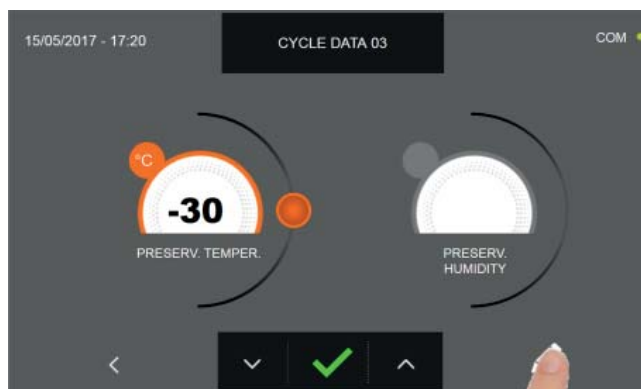 15/05/2017 - 17:20
CYCLE DATA 03
COM
°C
-30
PRESERV. TEMPER.
PRESERV.
HUMIDITY